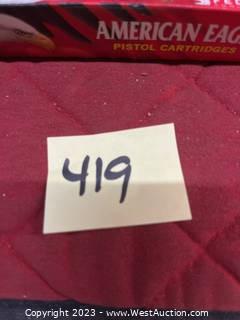 AMERICAN EAG
PISTOL CARTRIDGES
419
Copyright © 2023 - www.WestAuction.com